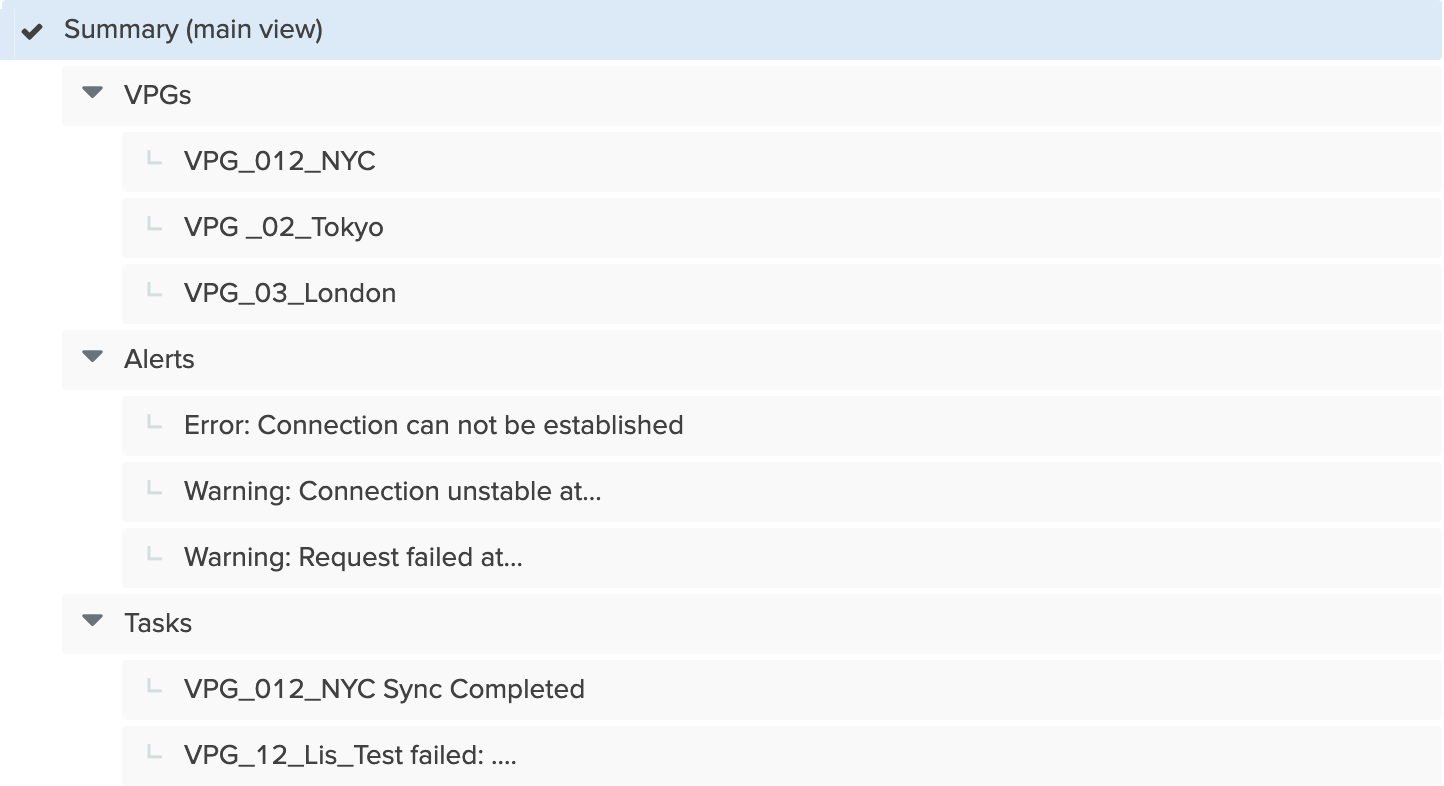 Summary (main view)
VPGs
VPG_012_NYC
VPG _02_Tokyo
VPG_03_London
Alerts
Error: Connection can not be established
Warning: Connection unstable at...
Warning: Request failed at...
Tasks
VPG_012_NYC Sync Completed
VPG_12_Lis_Test failed: ....